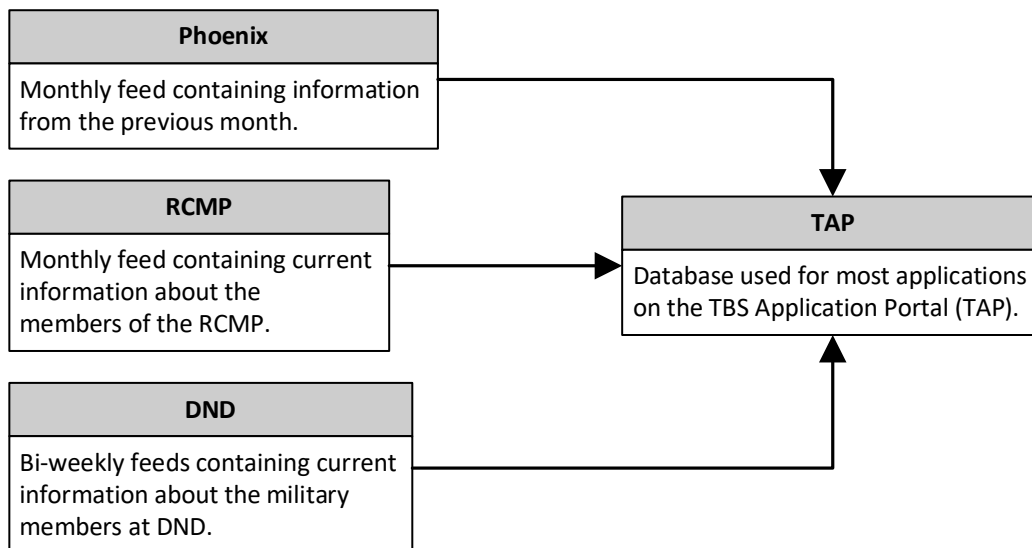 Phoenix
Monthly feed containing information
from the previous month.
RCMP
Monthly feed containing current
information about the
members of the RCMP.
TAP
Database used for most applications
on the TBS Application Portal (TAP).
DND
Bi-weekly feeds containing current
information about the military
members at DND.